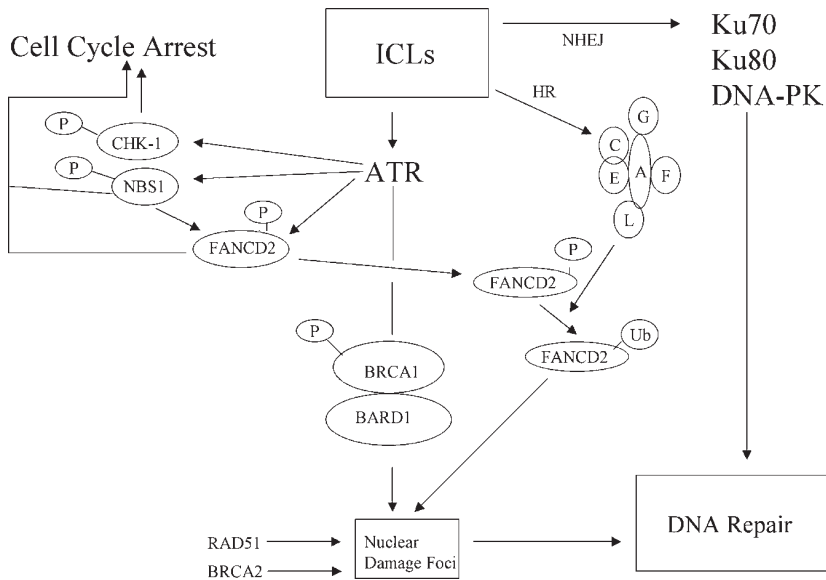 Cell Cycle Arrest
ICLs
NHEJ
Ku70
Ku80
DNA-PK
HR
P
CHK-1
P
NBS1
ATR
G
C
E
A
F
L
P
FANCD2
P
FANCD2
Ub
FANCD2
P
BRCA1
BARD1
RAD51
BRCA2
Nuclear
Damage Foci
DNA Repair